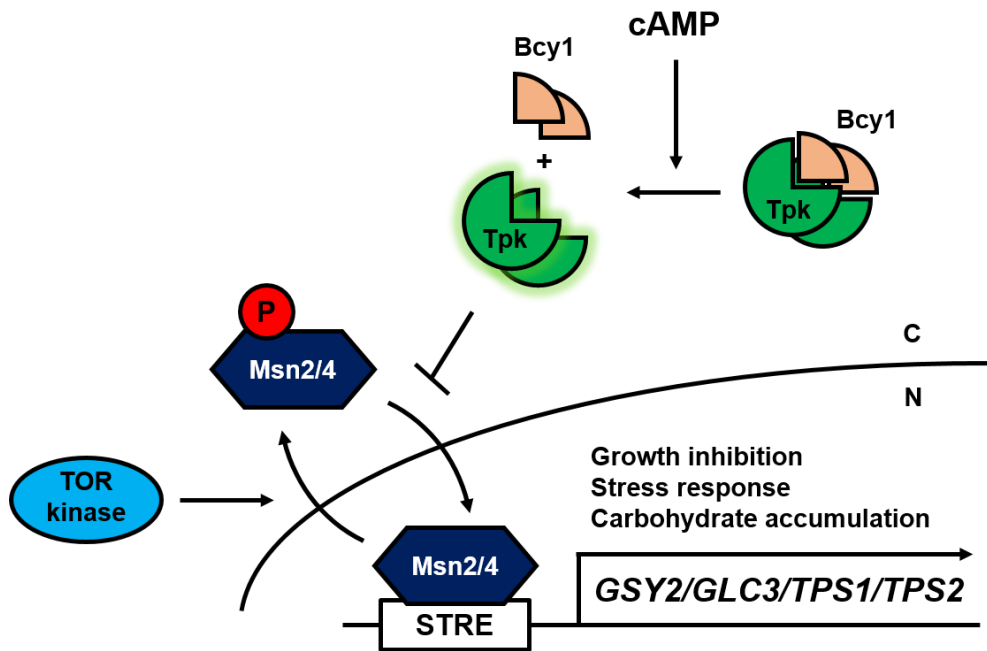 cAMP
Bcy1
Bcy1
+
Tpk
Tpk
P
Msn2/4
C
N
TOR
kinase
Growth inhibition
Stress response
Carbohydrate accumulation
Msn2/4
GSY2/GLC3/TPS1/TPS2
STRE